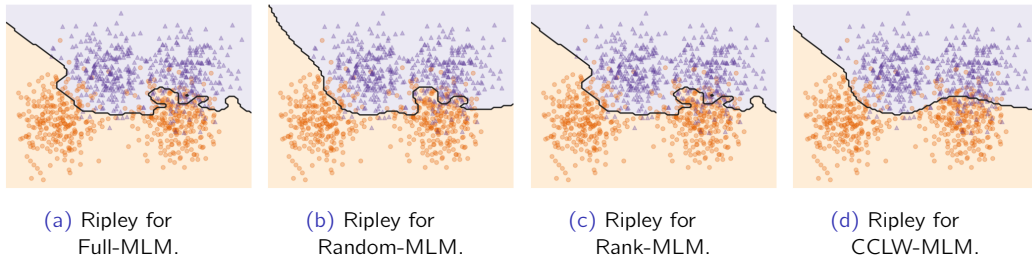 (a) Ripley for
Full-MLM.
(b) Ripley for
Random-MLM.
(c) Ripley for
Rank-MLM.
(d) Ripley for
CCLW-MLM.